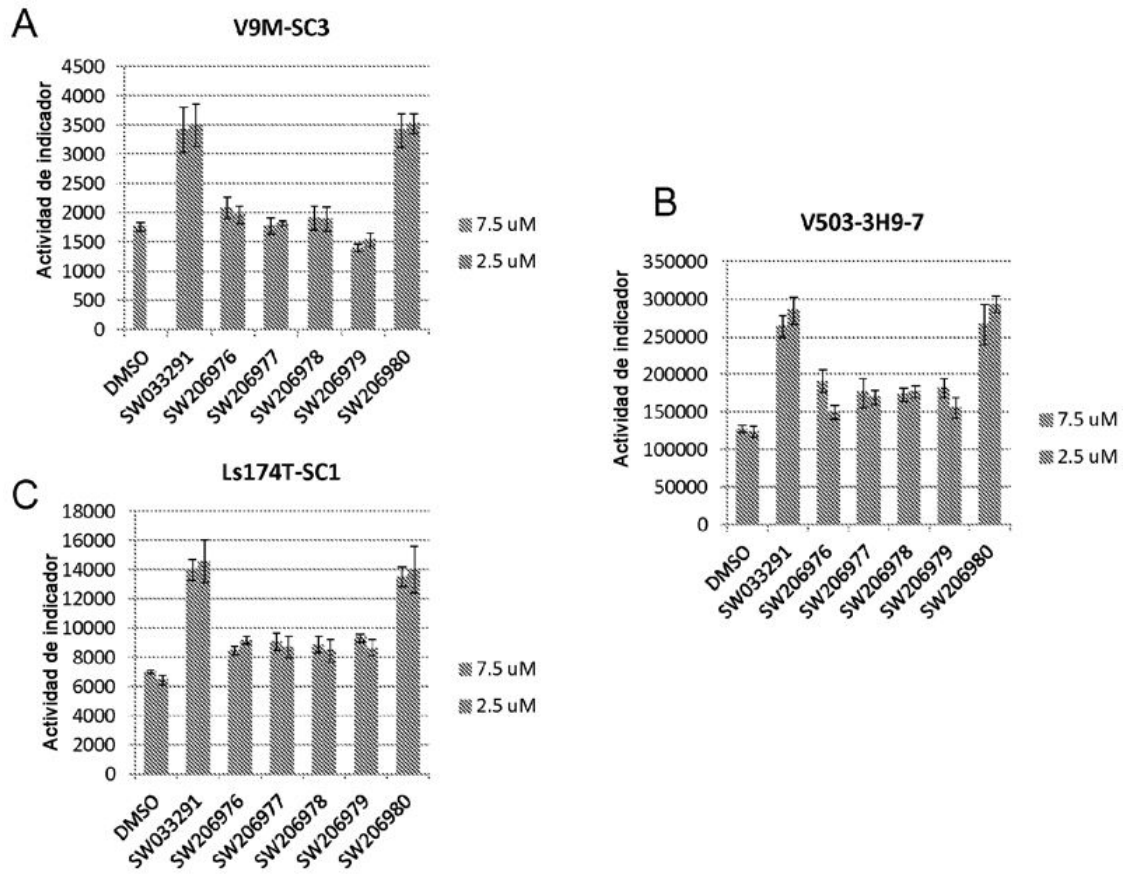 A
V9M-SC3
Actividad de indicador
4500
4000
3500
3000
2500
2000
1500
1000
500
0
DMSO
SW033291
SW206976
SW206977
SW206978
SW206979
SW206980
7.5 uM
2.5 uM
B
V503-3H9-7
Actividad de indicador
350000
300000
250000
200000
150000
100000
50000
0
DMSO
SW033291
SW206976
SW206977
SW206978
SW206979
SW206980
7.5 uM
2.5 uM
C
Ls174T-SC1
Actividad de indicador
18000
16000
14000
12000
10000
8000
6000
4000
2000
0
DMSO
SW033291
SW206976
SW206977
SW206978
SW206979
SW206980
7.5 uM
2.5 uM